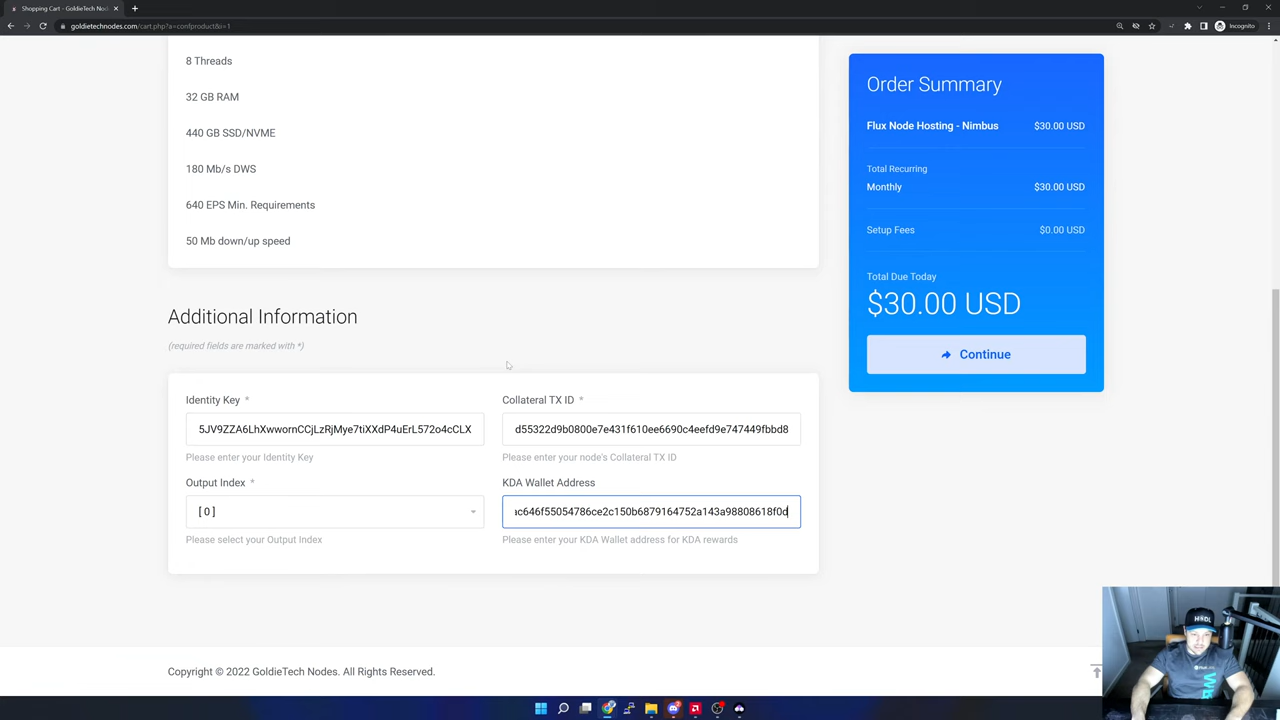 Shopping Cart - GoldieTech Nod
goldietechnodes.com/cart.php?a=confproduct&i=1
Incognito
8 Threads
32 GB RAM
440 GB SSD/NVME
180 Mb/s DWS
640 EPS Min. Requirements
50 Mb down/up speed
Order Summary
Flux Node Hosting - Nimbus $30.00 USD
Total Recurring
Monthly $30.00 USD
Setup Fees $0.00 USD
Total Due Today
$30.00 USD
Continue
Additional Information
(required fields are marked with *)
Identity Key *
5JV9ZZA6LhXwwornCCjLzRjMye7tiXXdP4uErL572o4cCLX
Please enter your Identity Key
Collateral TX ID *
d55322d9b0800e7e431f610ee6690c4eefd9e747449fbbd8
Please enter your node's Collateral TX ID
Output Index *
[ 0 ]
Please select your Output Index
KDA Wallet Address
ac646f55054786ce2c150b6879164752a143a98808618f0d
Please enter your KDA Wallet address for KDA rewards
Copyright © 2022 GoldieTech Nodes. All Rights Reserved.